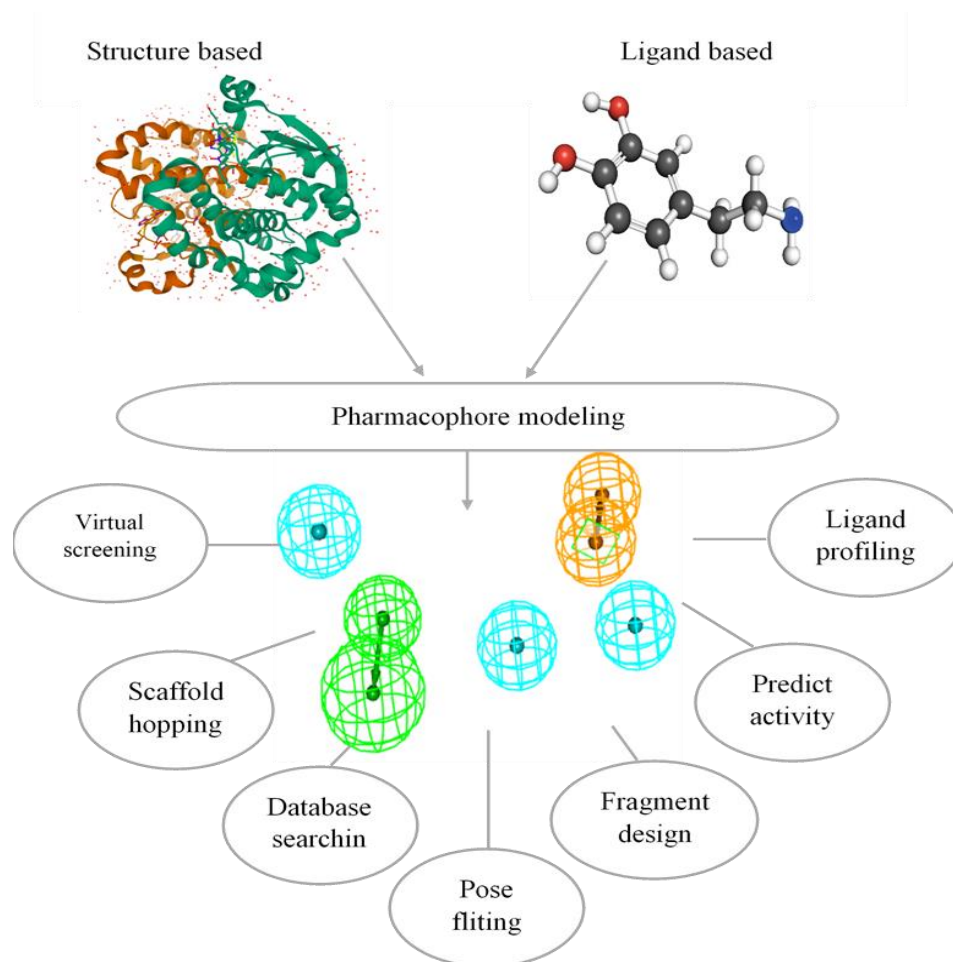 Structure based
Ligand based
Pharmacophore modeling
Virtual
screening
Ligand
profiling
Scaffold
hopping
Predict
activity
Database
searchin
Fragment
design
Pose
fliting